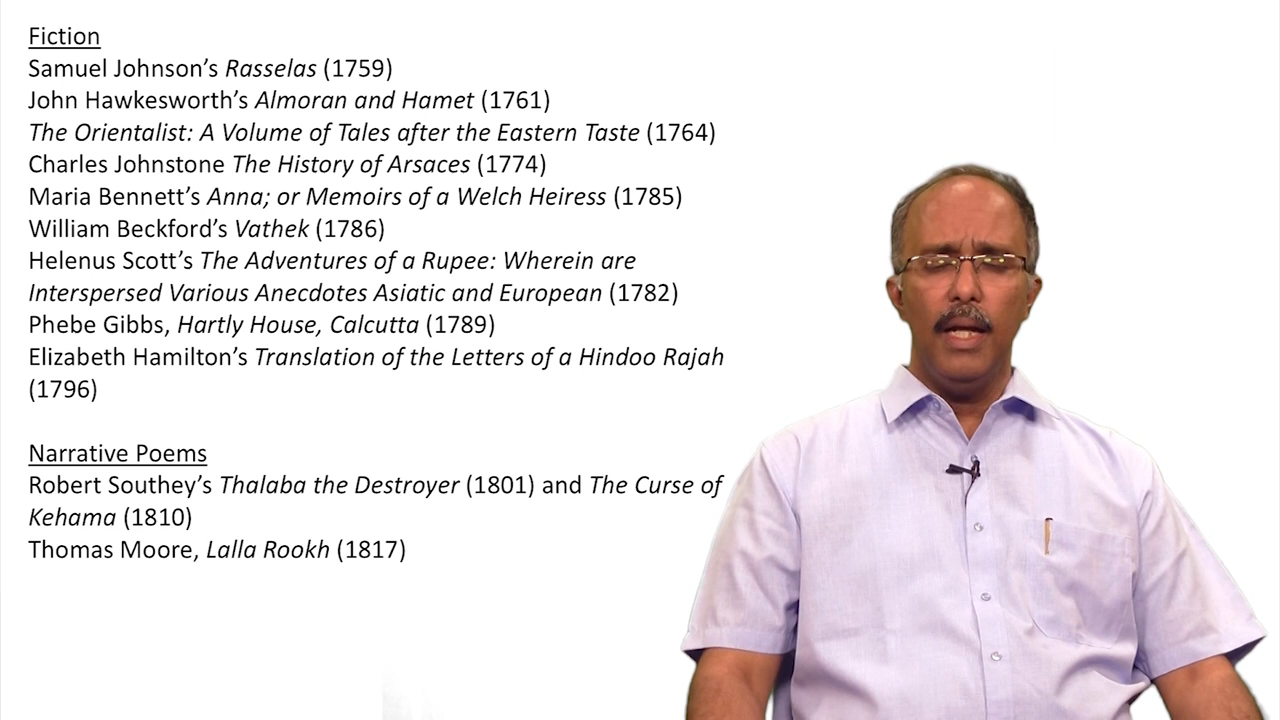 Fiction
Samuel Johnson’s Rasselas (1759)
John Hawkesworth’s Almoran and Hamet (1761)
The Orientalist: A Volume of Tales after the Eastern Taste (1764)
Charles Johnstone The History of Arsaces (1774)
Maria Bennett’s Anna; or Memoirs of a Welch Heiress (1785)
William Beckford’s Vathek (1786)
Helenus Scott’s The Adventures of a Rupee: Wherein are
Interspersed Various Anecdotes Asiatic and European (1782)
Phebe Gibbs, Hartly House, Calcutta (1789)
Elizabeth Hamilton’s Translation of the Letters of a Hindoo Rajah
(1796)
Narrative Poems
Robert Southey’s Thalaba the Destroyer (1801) and The Curse of
Kehama (1810)
Thomas Moore, Lalla Rookh (1817)